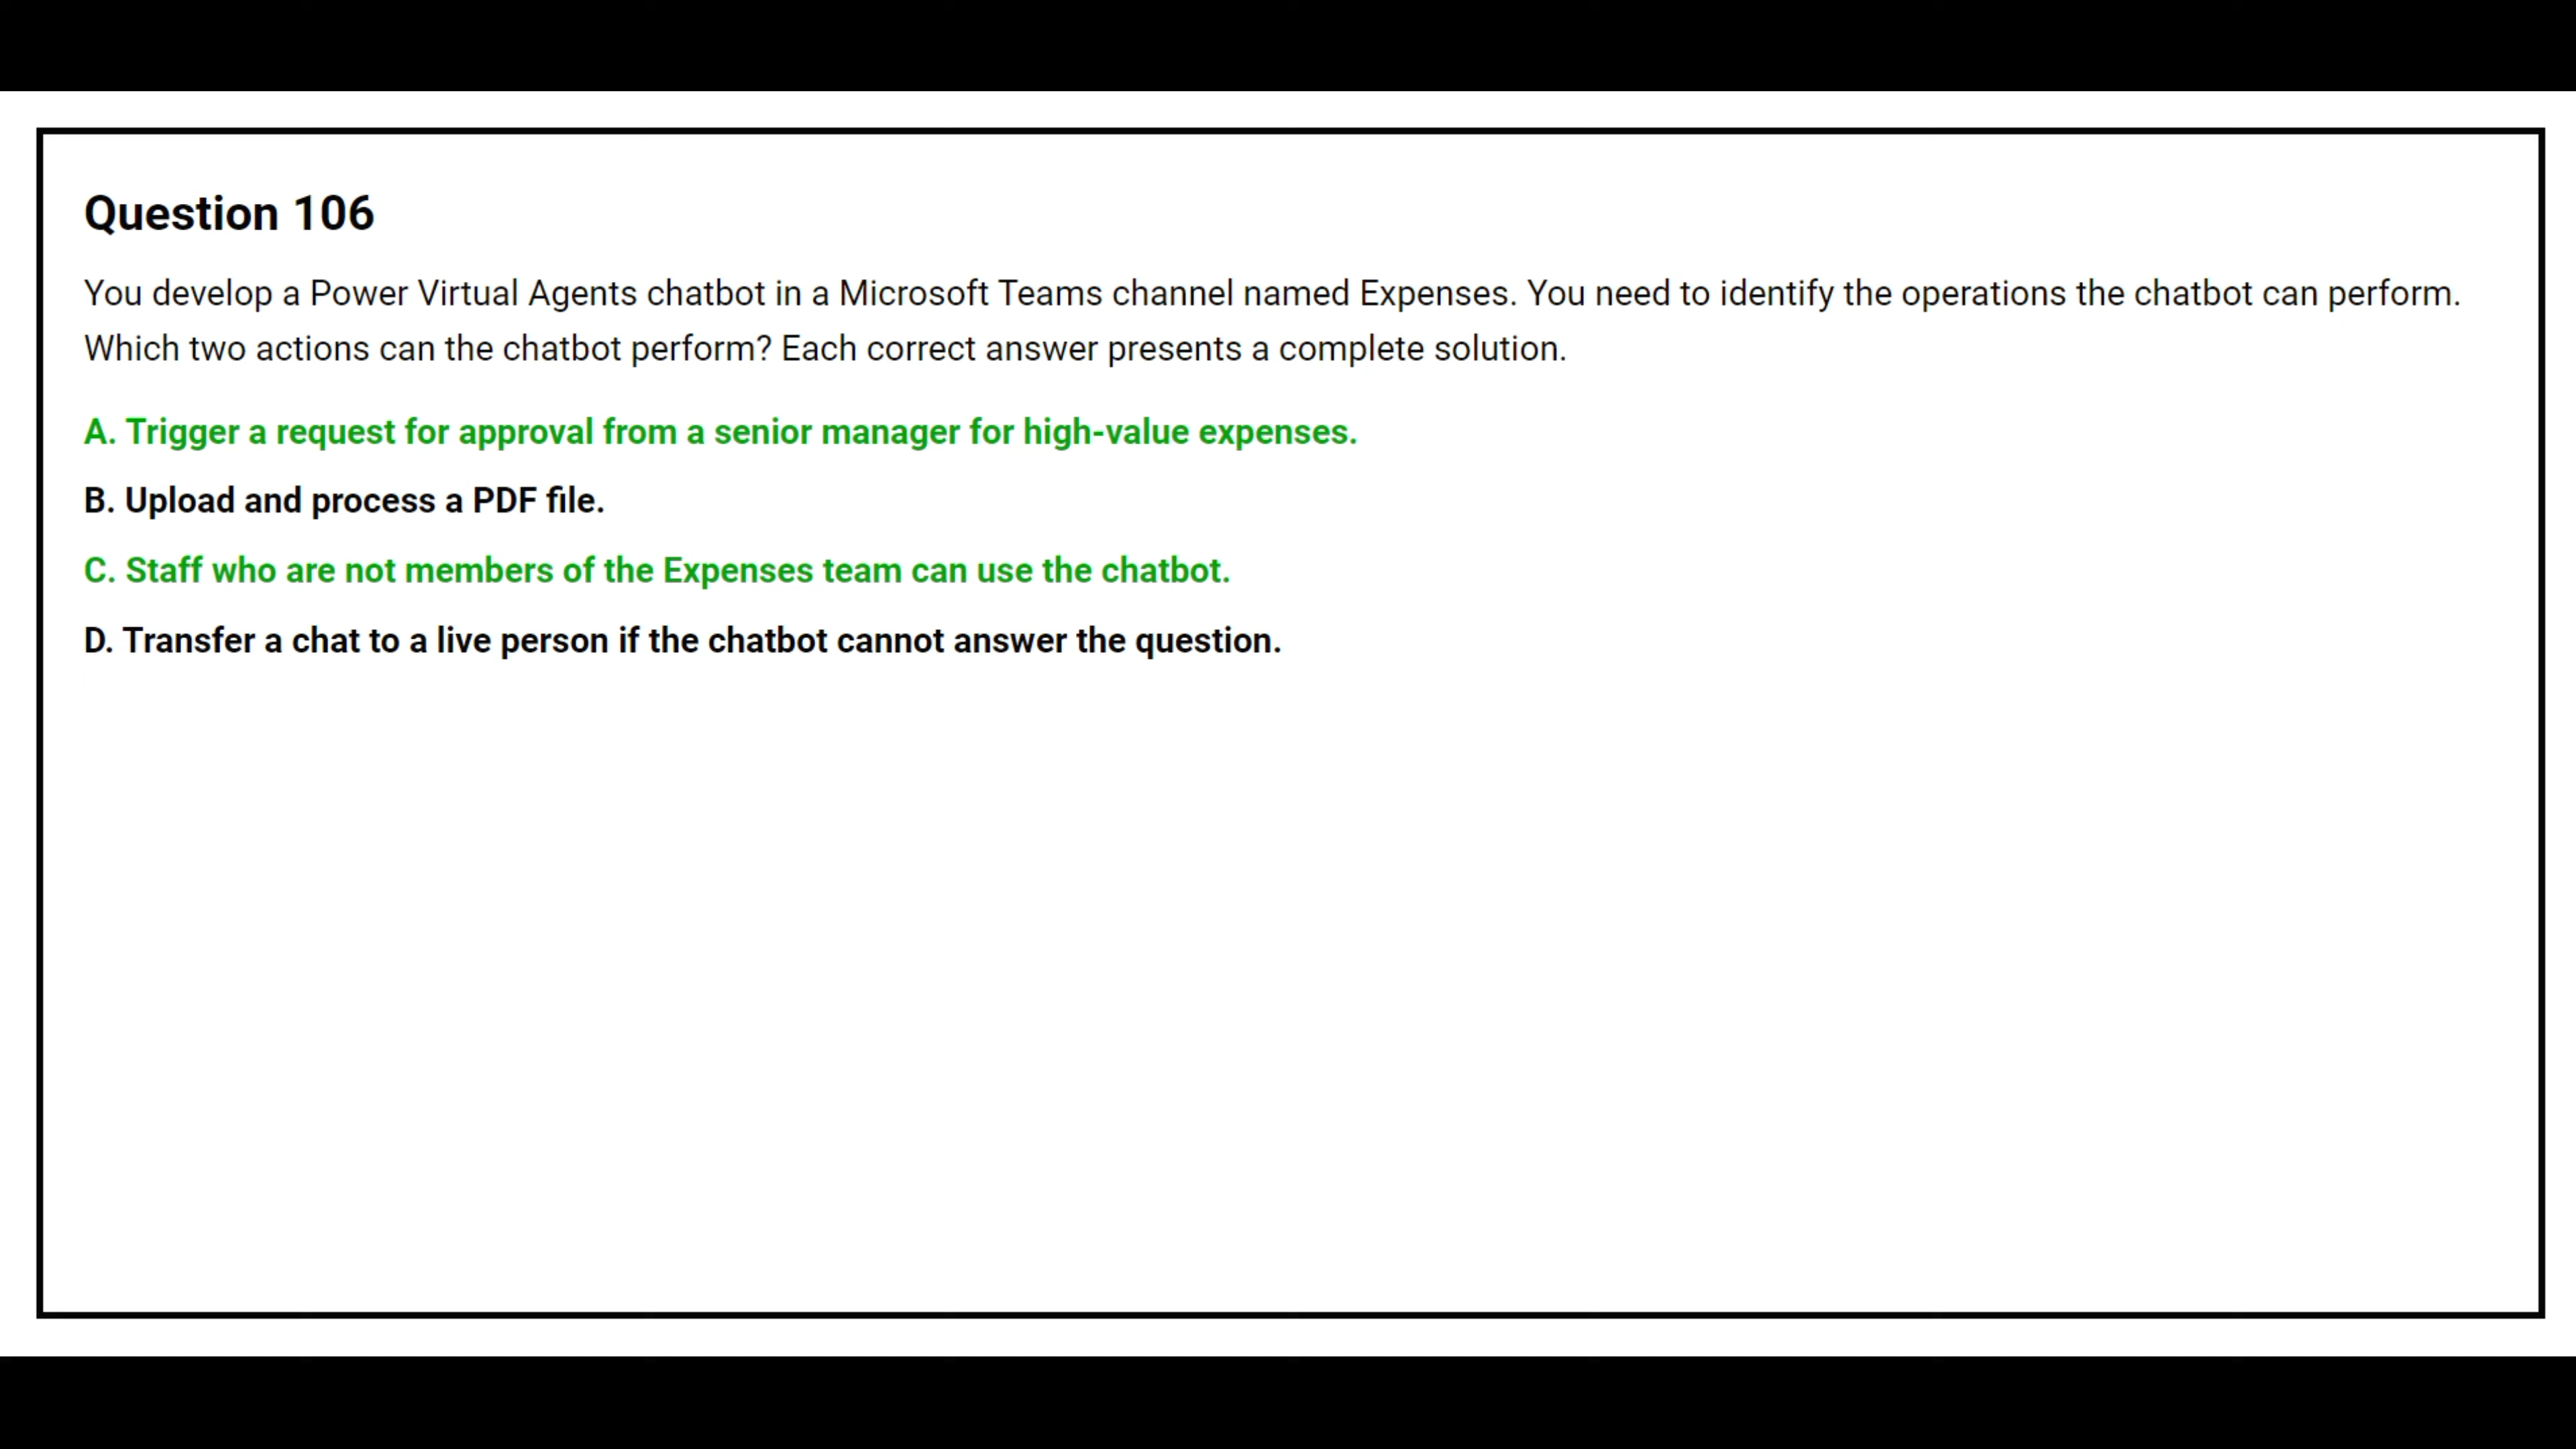 Question 106
You develop a Power Virtual Agents chatbot in a Microsoft Teams channel named Expenses. You need to identify the operations the chatbot can perform.
Which two actions can the chatbot perform? Each correct answer presents a complete solution.
A. Trigger a request for approval from a senior manager for high-value expenses.
B. Upload and process a PDF file.
C. Staff who are not members of the Expenses team can use the chatbot.
D. Transfer a chat to a live person if the chatbot cannot answer the question.